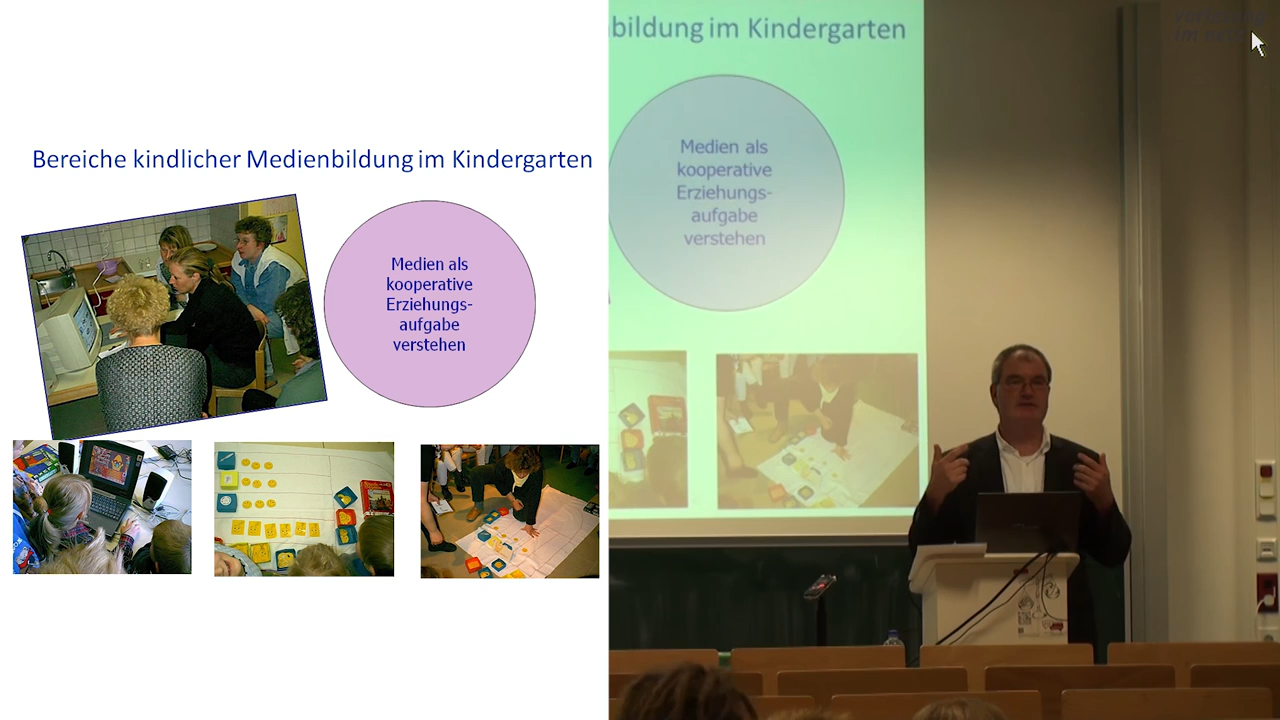 Bereiche kindlicher Medienbildung im Kindergarten
Medien als
kooperative
Erziehungs-
aufgabe
verstehen
bildung im Kindergarten
Medien als
kooperative
Erziehungs-
aufgabe
verstehen